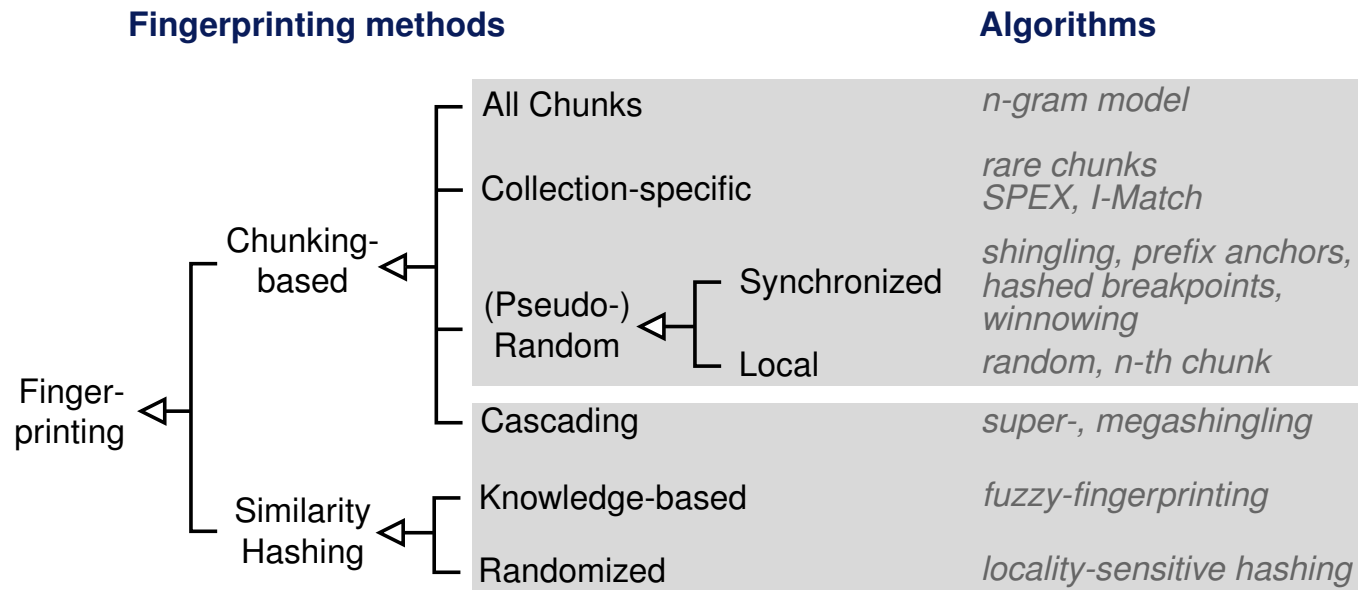 Fingerprinting methods
Algorithms
All Chunks
n-gram model
Collection-specific
rare chunks
SPEX, I-Match
Chunking-
based
(Pseudo-)
Random
Synchronized
shingling, prefix anchors,
hashed breakpoints,
winnowing
Local
random, n-th chunk
Finger-
printing
Cascading
super-, megashingling
Similarity
Hashing
Knowledge-based
fuzzy-fingerprinting
Randomized
locality-sensitive hashing